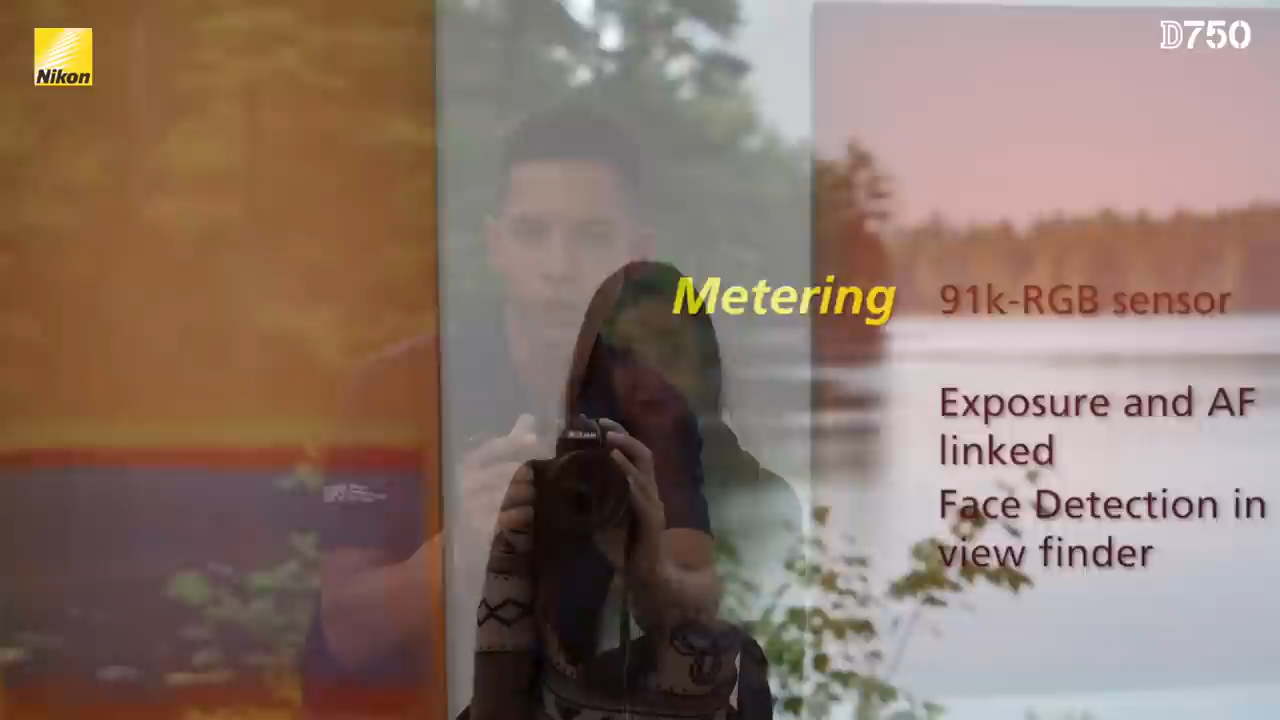 Nikon
D750
Metering
91k-RGB sensor
Exposure and AF
linked
Face Detection in
view finder